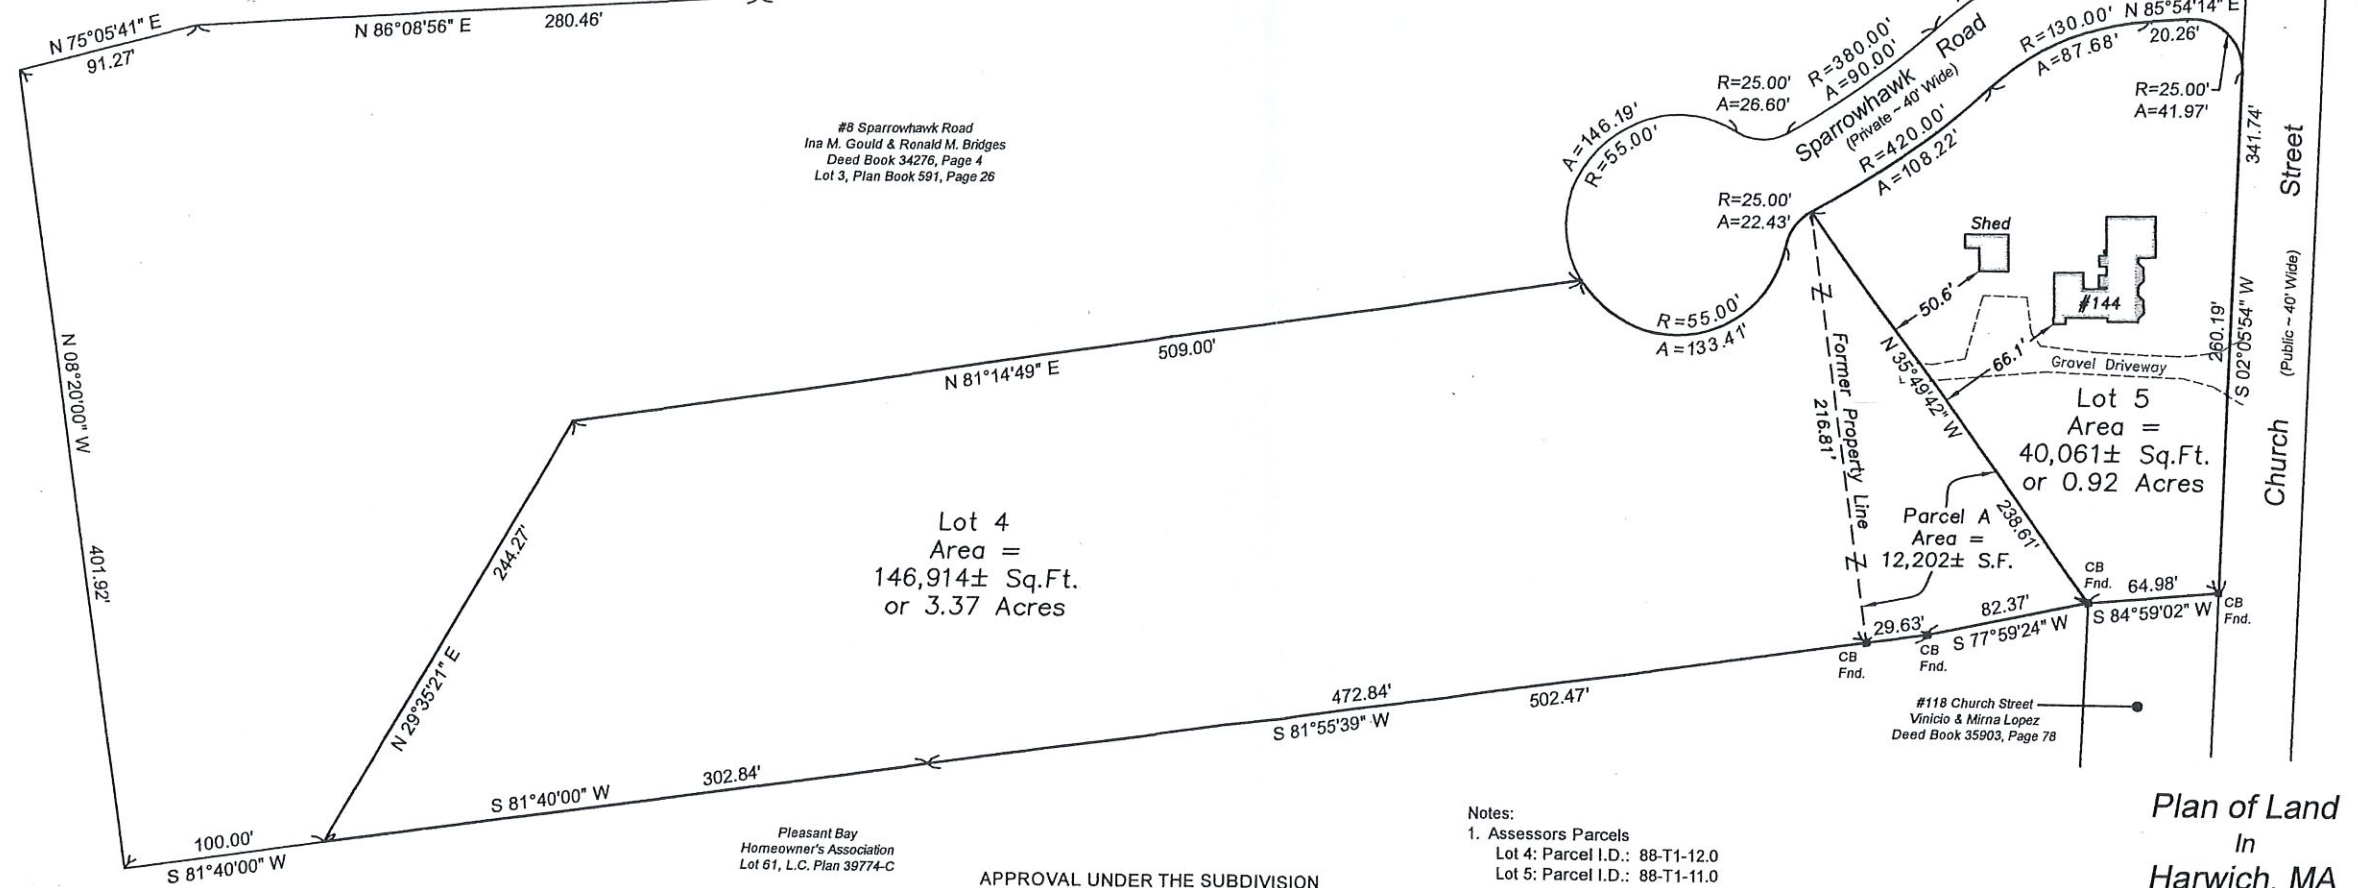 N 75°05'41" E
91.27'
N 86°08'56" E
280.46'
#8 Sparrowhawk Road
Ina M. Gould & Ronald M. Bridges
Deed Book 34276, Page 4
Lot 3, Plan Book 591, Page 26
A=146.19'
R=55.00'
R=25.00'
A=26.60'
R=380.00'
A=90.00'
Sparrowhawk Road
(Private ~ 40' Wide)
R=420.00'
A=108.22'
R=130.00'
A=87.68'
N 85°54'14" E
20.26'
R=25.00'
A=41.97'
341.74'
Church Street
(Public ~ 40' Wide)
R=25.00'
A=22.43'
R=55.00'
A=133.41'
Shed
50.6'
#144
66.1'
Gravel Driveway
260.19'
S 02°05'54" W
N 35°49'42" W
238.61'
Lot 5
Area =
40,061± Sq.Ft.
or 0.92 Acres
Former Property Line
216.81'
Parcel A
Area =
12,202± S.F.
N 08°20'00" W
401.92'
N 81°14'49" E
509.00'
244.27'
N 29°35'21" E
Lot 4
Area =
146,914± Sq.Ft.
or 3.37 Acres
CB
Fnd.
64.98'
S 84°59'02" W
CB
Fnd.
82.37'
S 77°59'24" W
29.63'
CB
Fnd.
CB
Fnd.
472.84'
502.47'
S 81°55'39" W
302.84'
S 81°40'00" W
100.00'
S 81°40'00" W
#118 Church Street
Vinicio & Mirna Lopez
Deed Book 35903, Page 78
Pleasant Bay
Homeowner's Association
Lot 61, L.C. Plan 39774-C
Notes:
1. Assessors Parcels
Lot 4: Parcel I.D.: 88-T1-12.0
Lot 5: Parcel I.D.: 88-T1-11.0
APPROVAL UNDER THE SUBDIVISION
Plan of Land
In
Harwich, MA